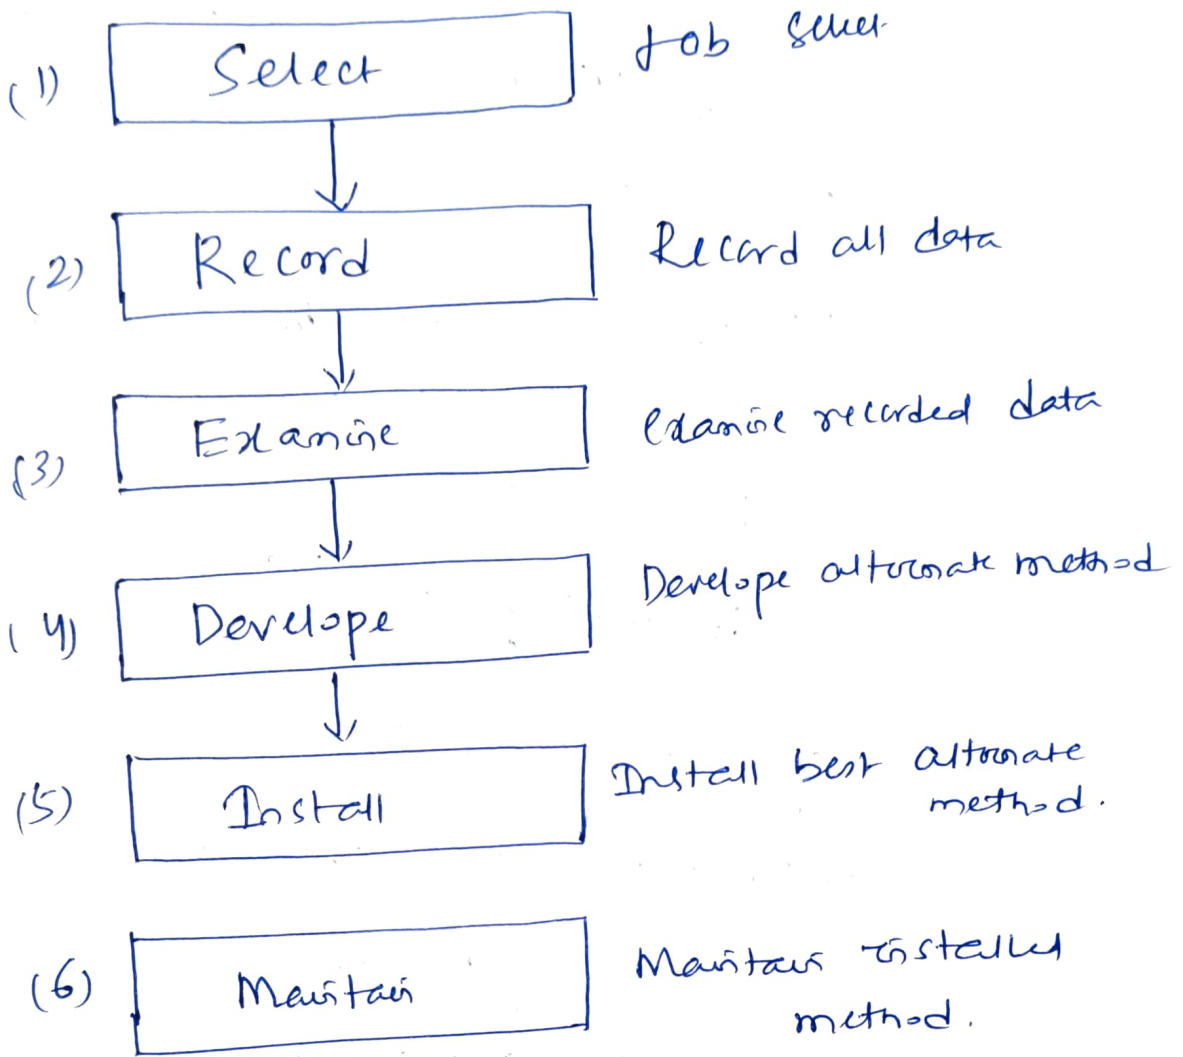 (1) Select Job
(2) Record Record all data
(3) Examine examine recorded data
(4) Develope Develope alternate method
(5) Install Install best alternate
method.
(6) Maintain Maintain installed
method.